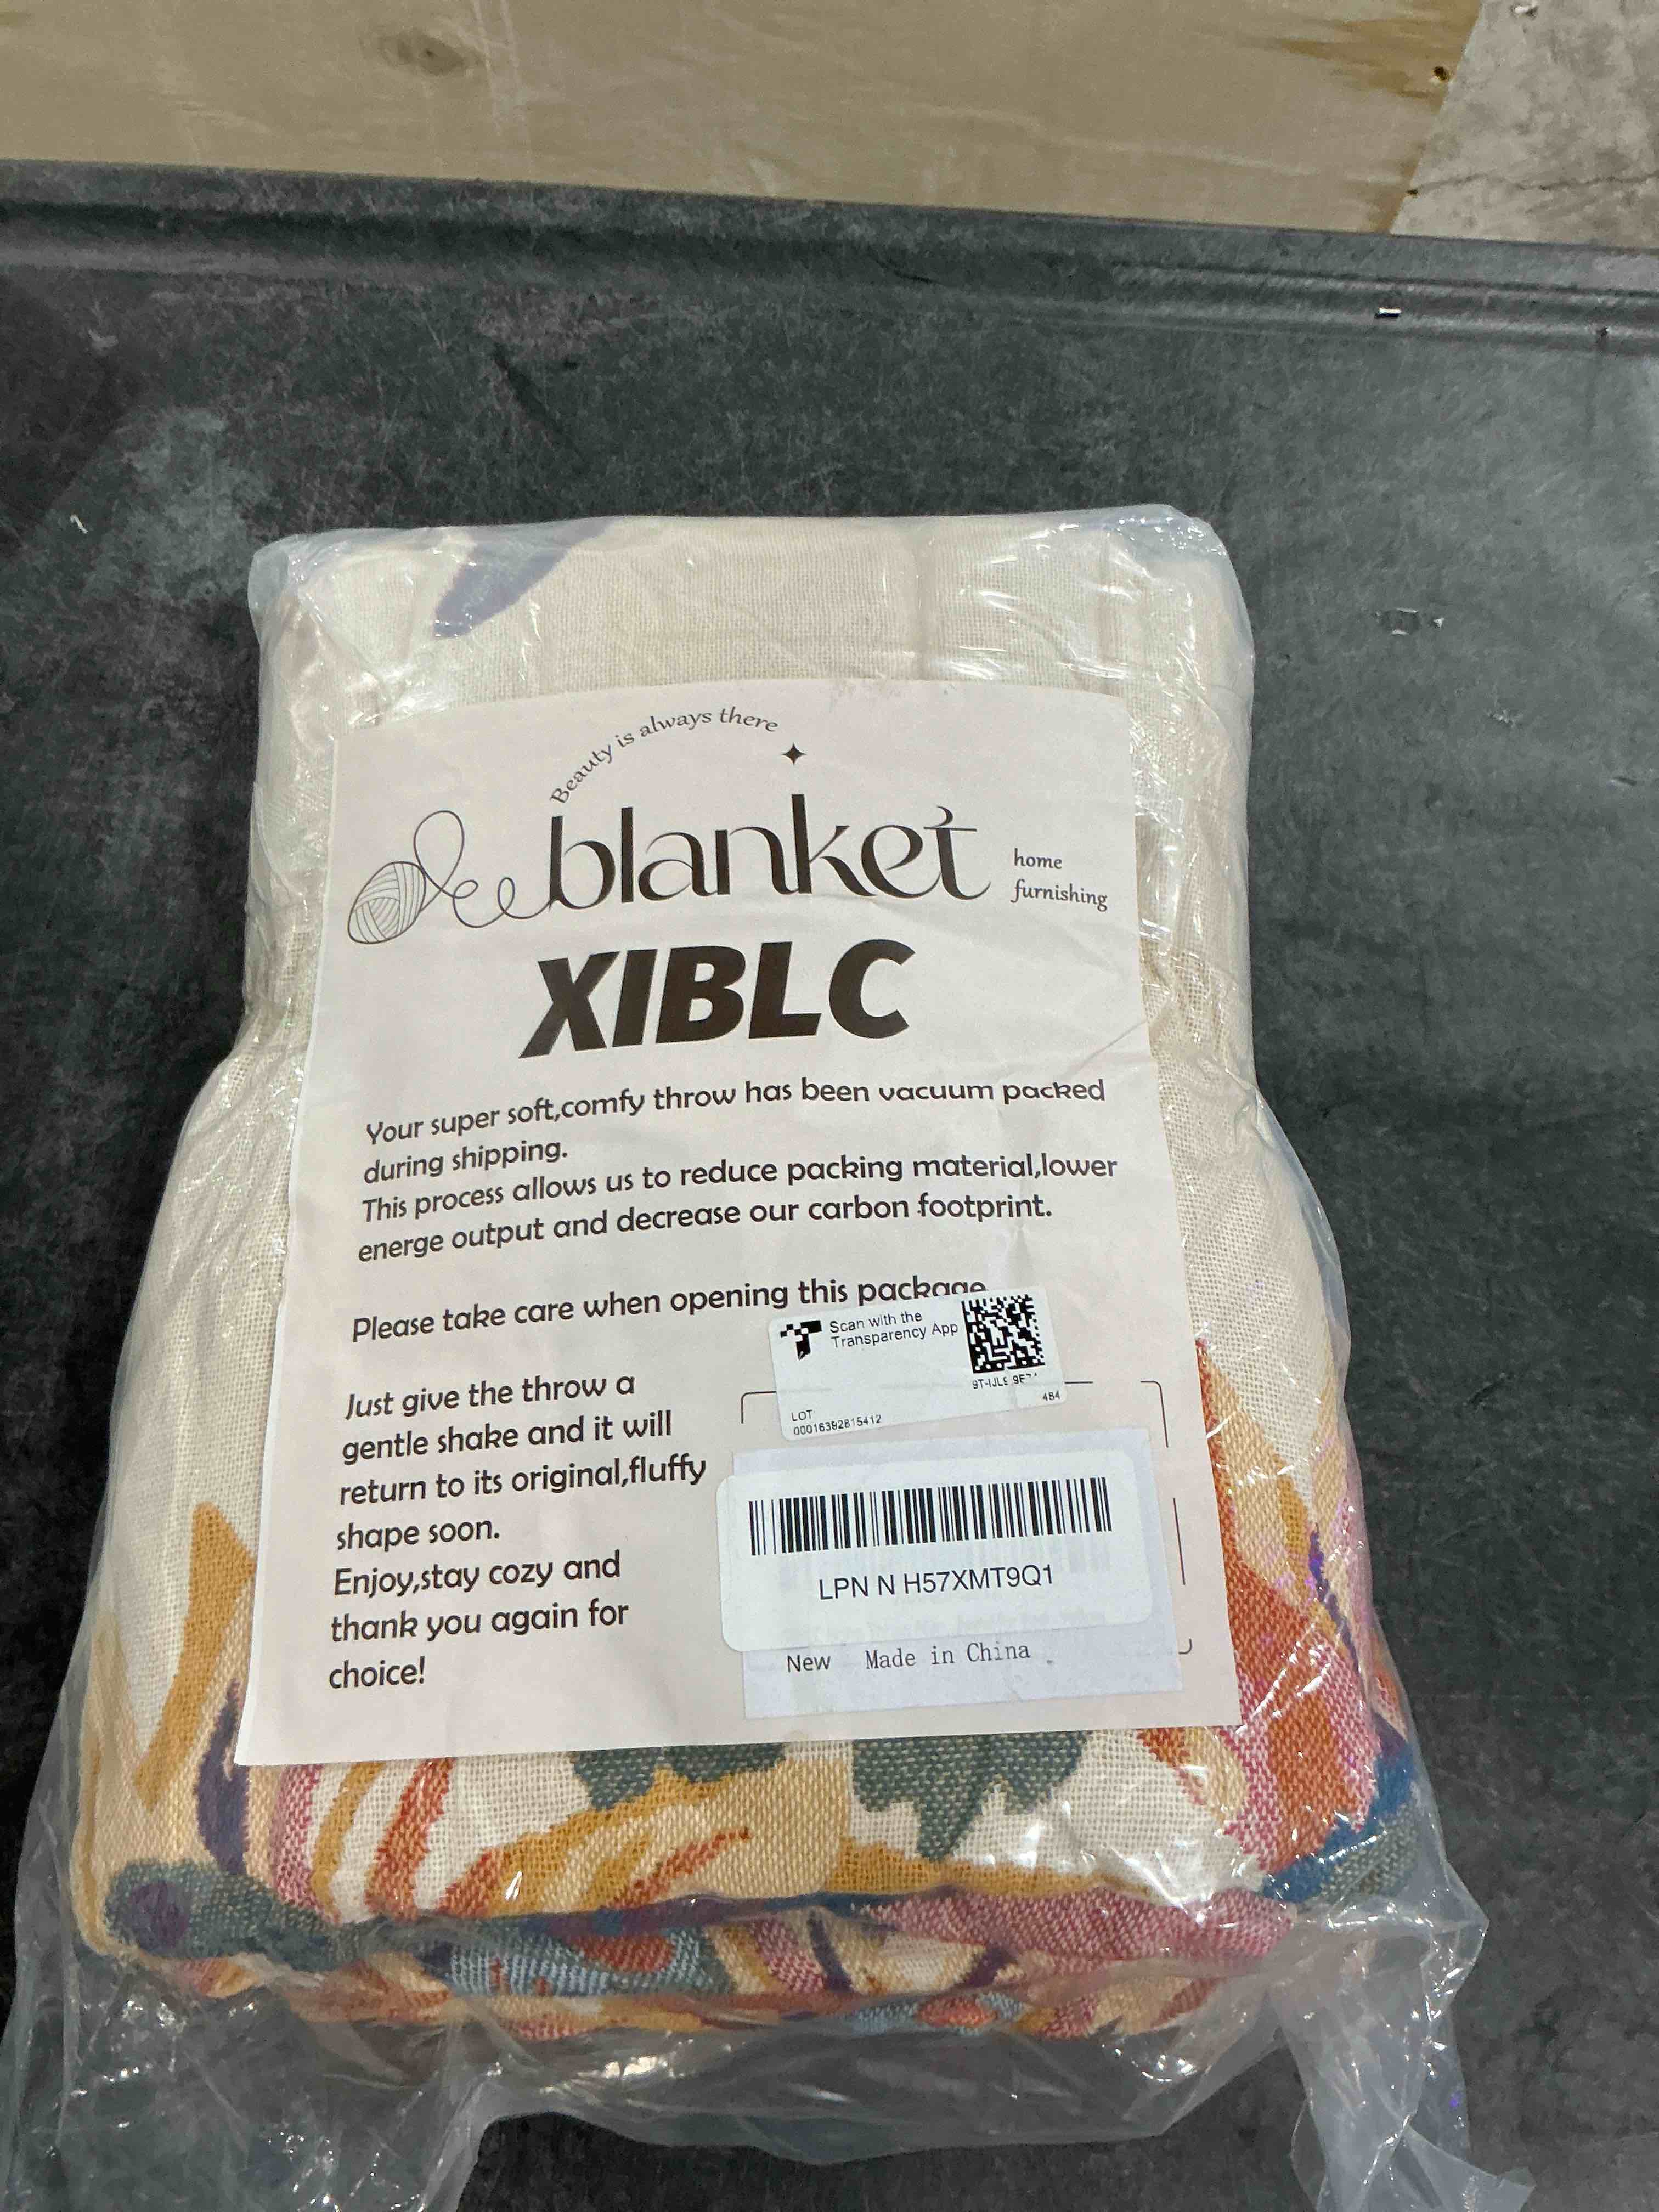 Beauty is always there
blanket
home
furnishing
XIBLC
Your super soft,comfy throw has been vacuum packed
during shipping.
This process allows us to reduce packing material,lower
energe output and decrease our carbon footprint.
Please take care when opening this package
Just give the throw a
gentle shake and it will
return to its original,fluffy
shape soon.
Enjoy,stay cozy and
thank you again for
choice!
Scan with the
Transparency App
484
LOT:
00016382815412
LPN N H57XMT9Q1
New Made in China